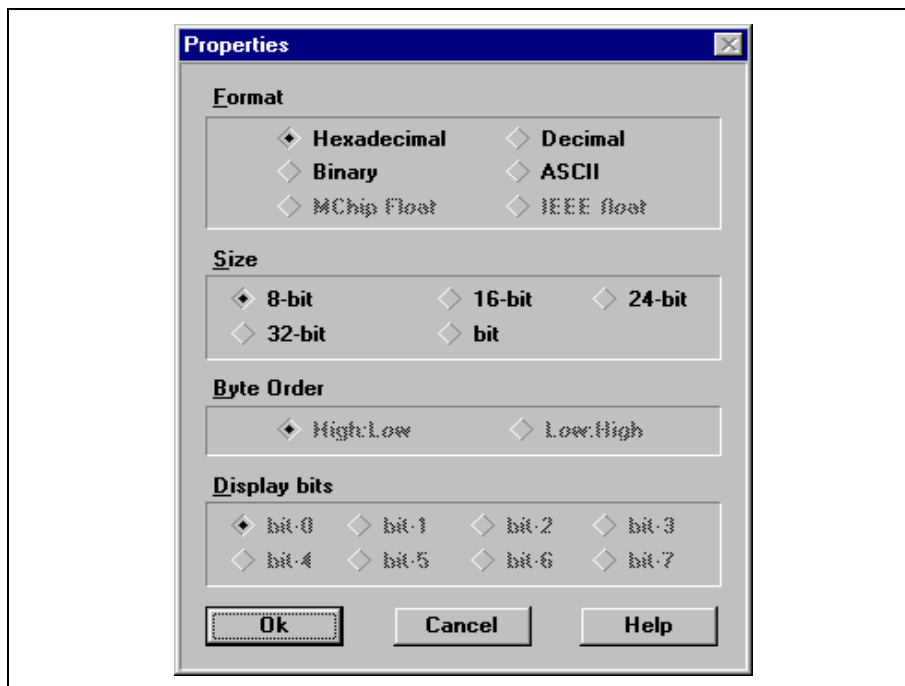 Properties
Format
Hexadecimal Decimal
Binary ASCII
MChip Float IEEE float
Size
8-bit 16-bit 24-bit
32-bit bit
Byte Order
High:Low Low:High
Display bits
bit-0 bit-1 bit-2 bit-3
bit-4 bit-5 bit-6 bit-7
Ok Cancel Help